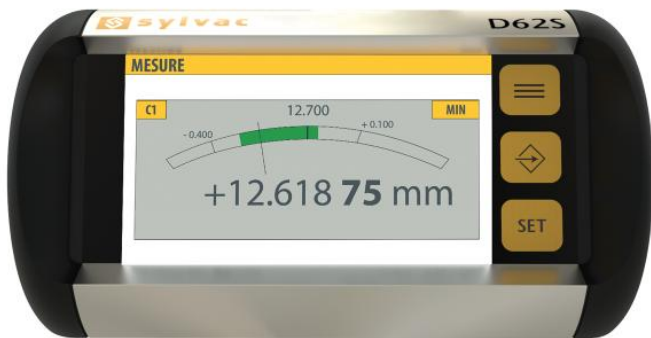 sylvac D62S
MESURE
C1 12.700 MIN
- 0.400 + 0.100
+12.618 75 mm
SET